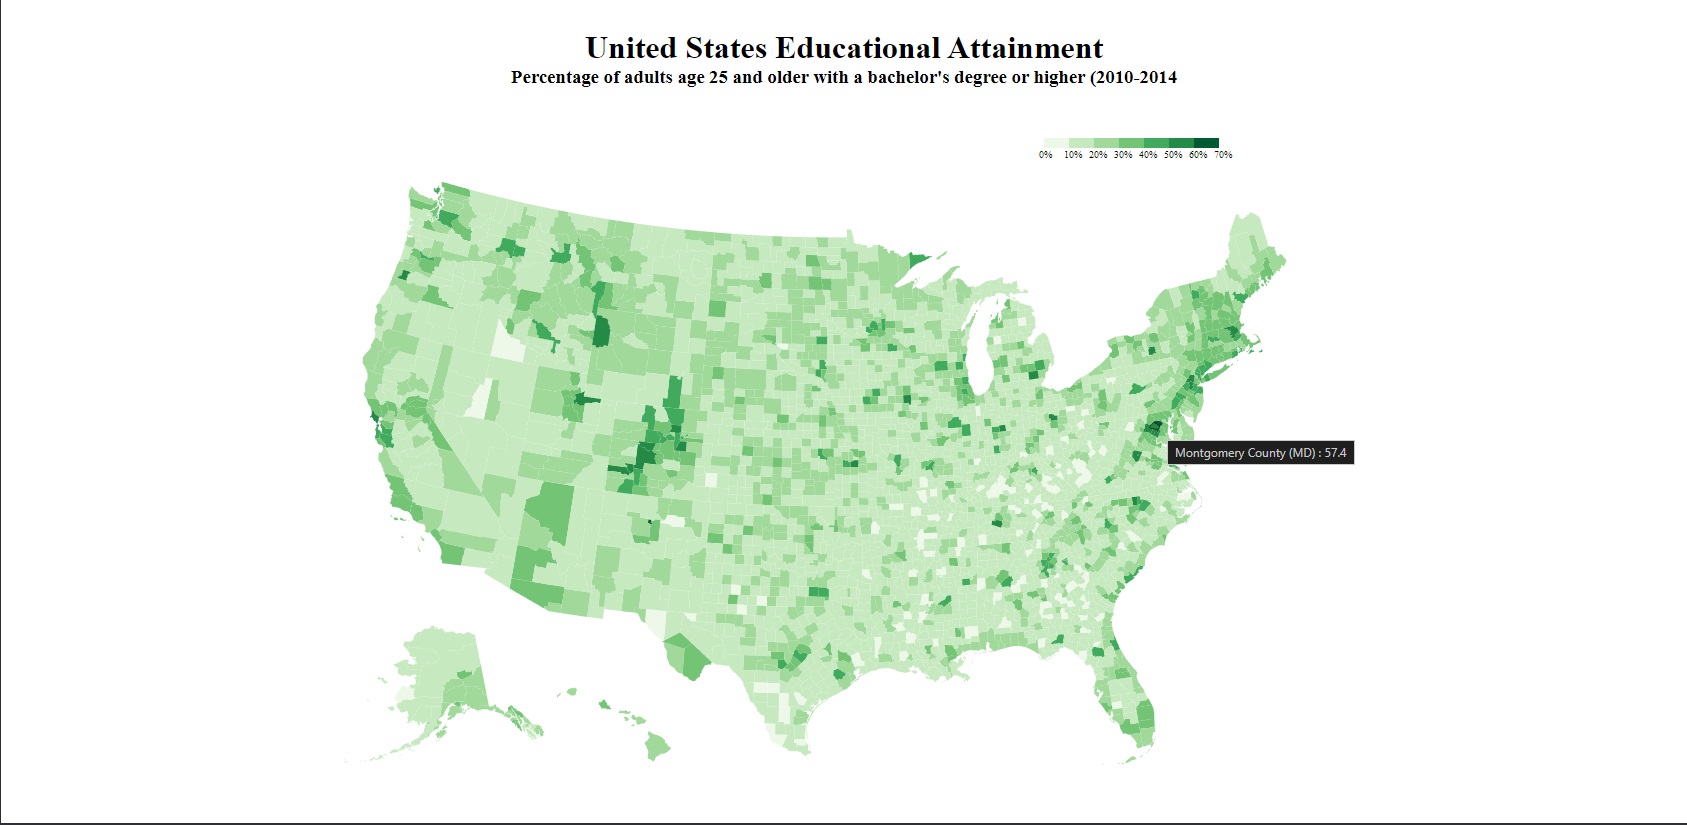 United States Educational Attainment
Percentage of adults age 25 and older with a bachelor's degree or higher (2010-2014
0% 10% 20% 30% 40% 50% 60% 70%
Montgomery County (MD) : 57.4